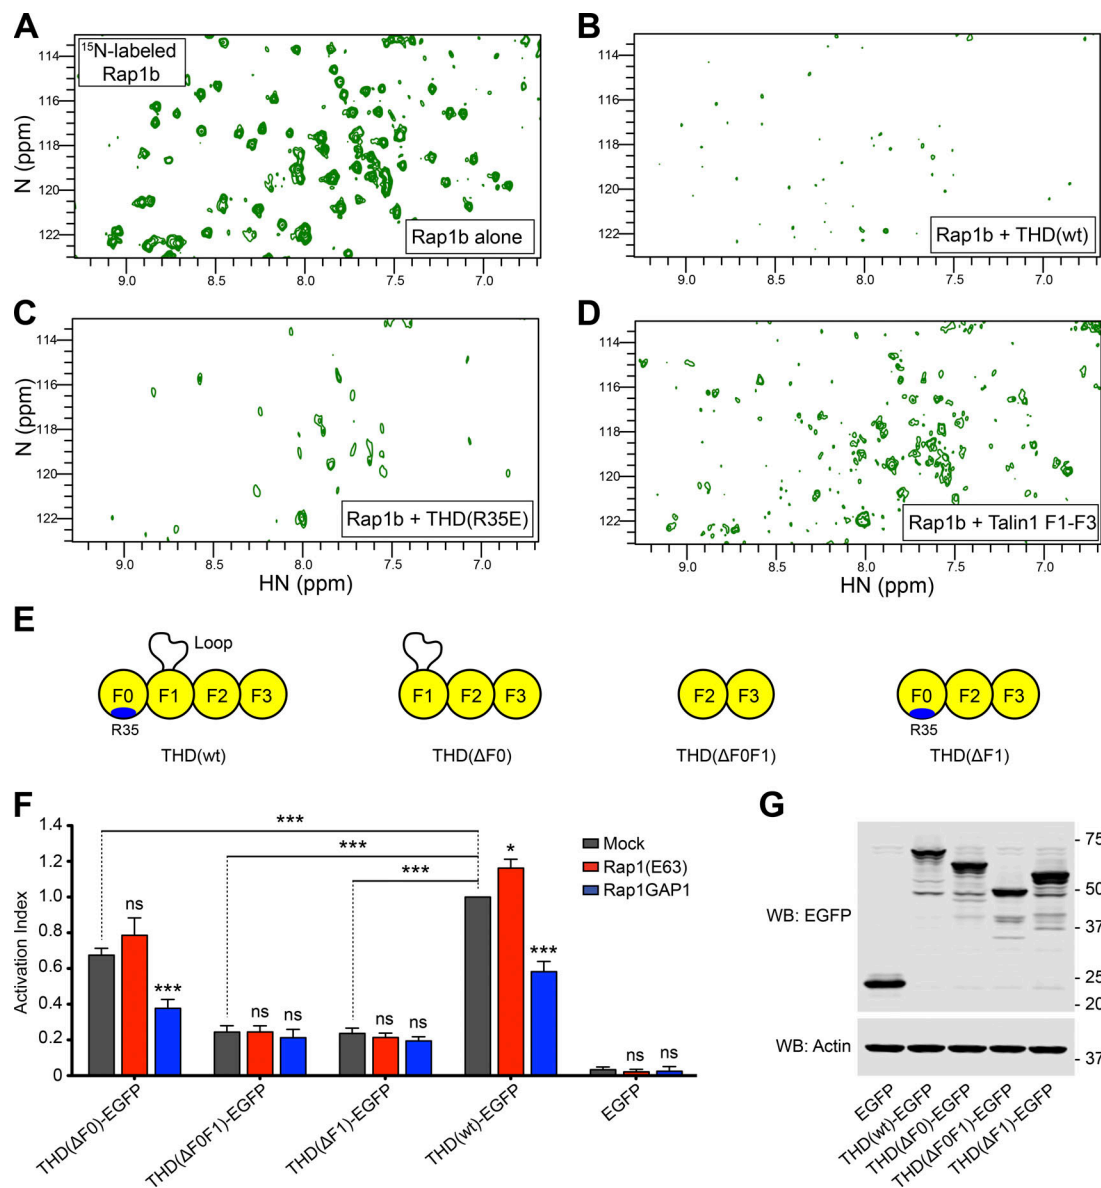 A
¹⁵N-labeled
Rap1b
N (ppm)
114
116
118
120
122
Rap1b alone
9.0 8.5 8.0 7.5 7.0
B
114
116
118
120
122
Rap1b + THD(wt)
9.0 8.5 8.0 7.5 7.0
C
N (ppm)
114
116
118
120
122
Rap1b + THD(R35E)
9.0 8.5 8.0 7.5 7.0
HN (ppm)
D
114
116
118
120
122
Rap1b + Talin1 F1-F3
9.0 8.5 8.0 7.5 7.0
HN (ppm)
E
Loop
F0 F1 F2 F3
R35
THD(wt)
F1 F2 F3
THD(ΔF0)
F2 F3
THD(ΔF0F1)
F0 F2 F3
R35
THD(ΔF1)
F
Activation Index
1.4
1.2
1.0
0.8
0.6
0.4
0.2
0
***
***
***
ns
***
ns ns
ns ns
*
***
ns ns
Mock
Rap1(E63)
Rap1GAP1
THD(ΔF0)-EGFP
THD(ΔF0F1)-EGFP
THD(ΔF1)-EGFP
THD(wt)-EGFP
EGFP
G
WB: EGFP
- 75
- 50
- 37
- 25
- 20
WB: Actin
- 37
EGFP
THD(wt)-EGFP
THD(ΔF0)-EGFP
THD(ΔF0F1)-EGFP
THD(ΔF1)-EGFP